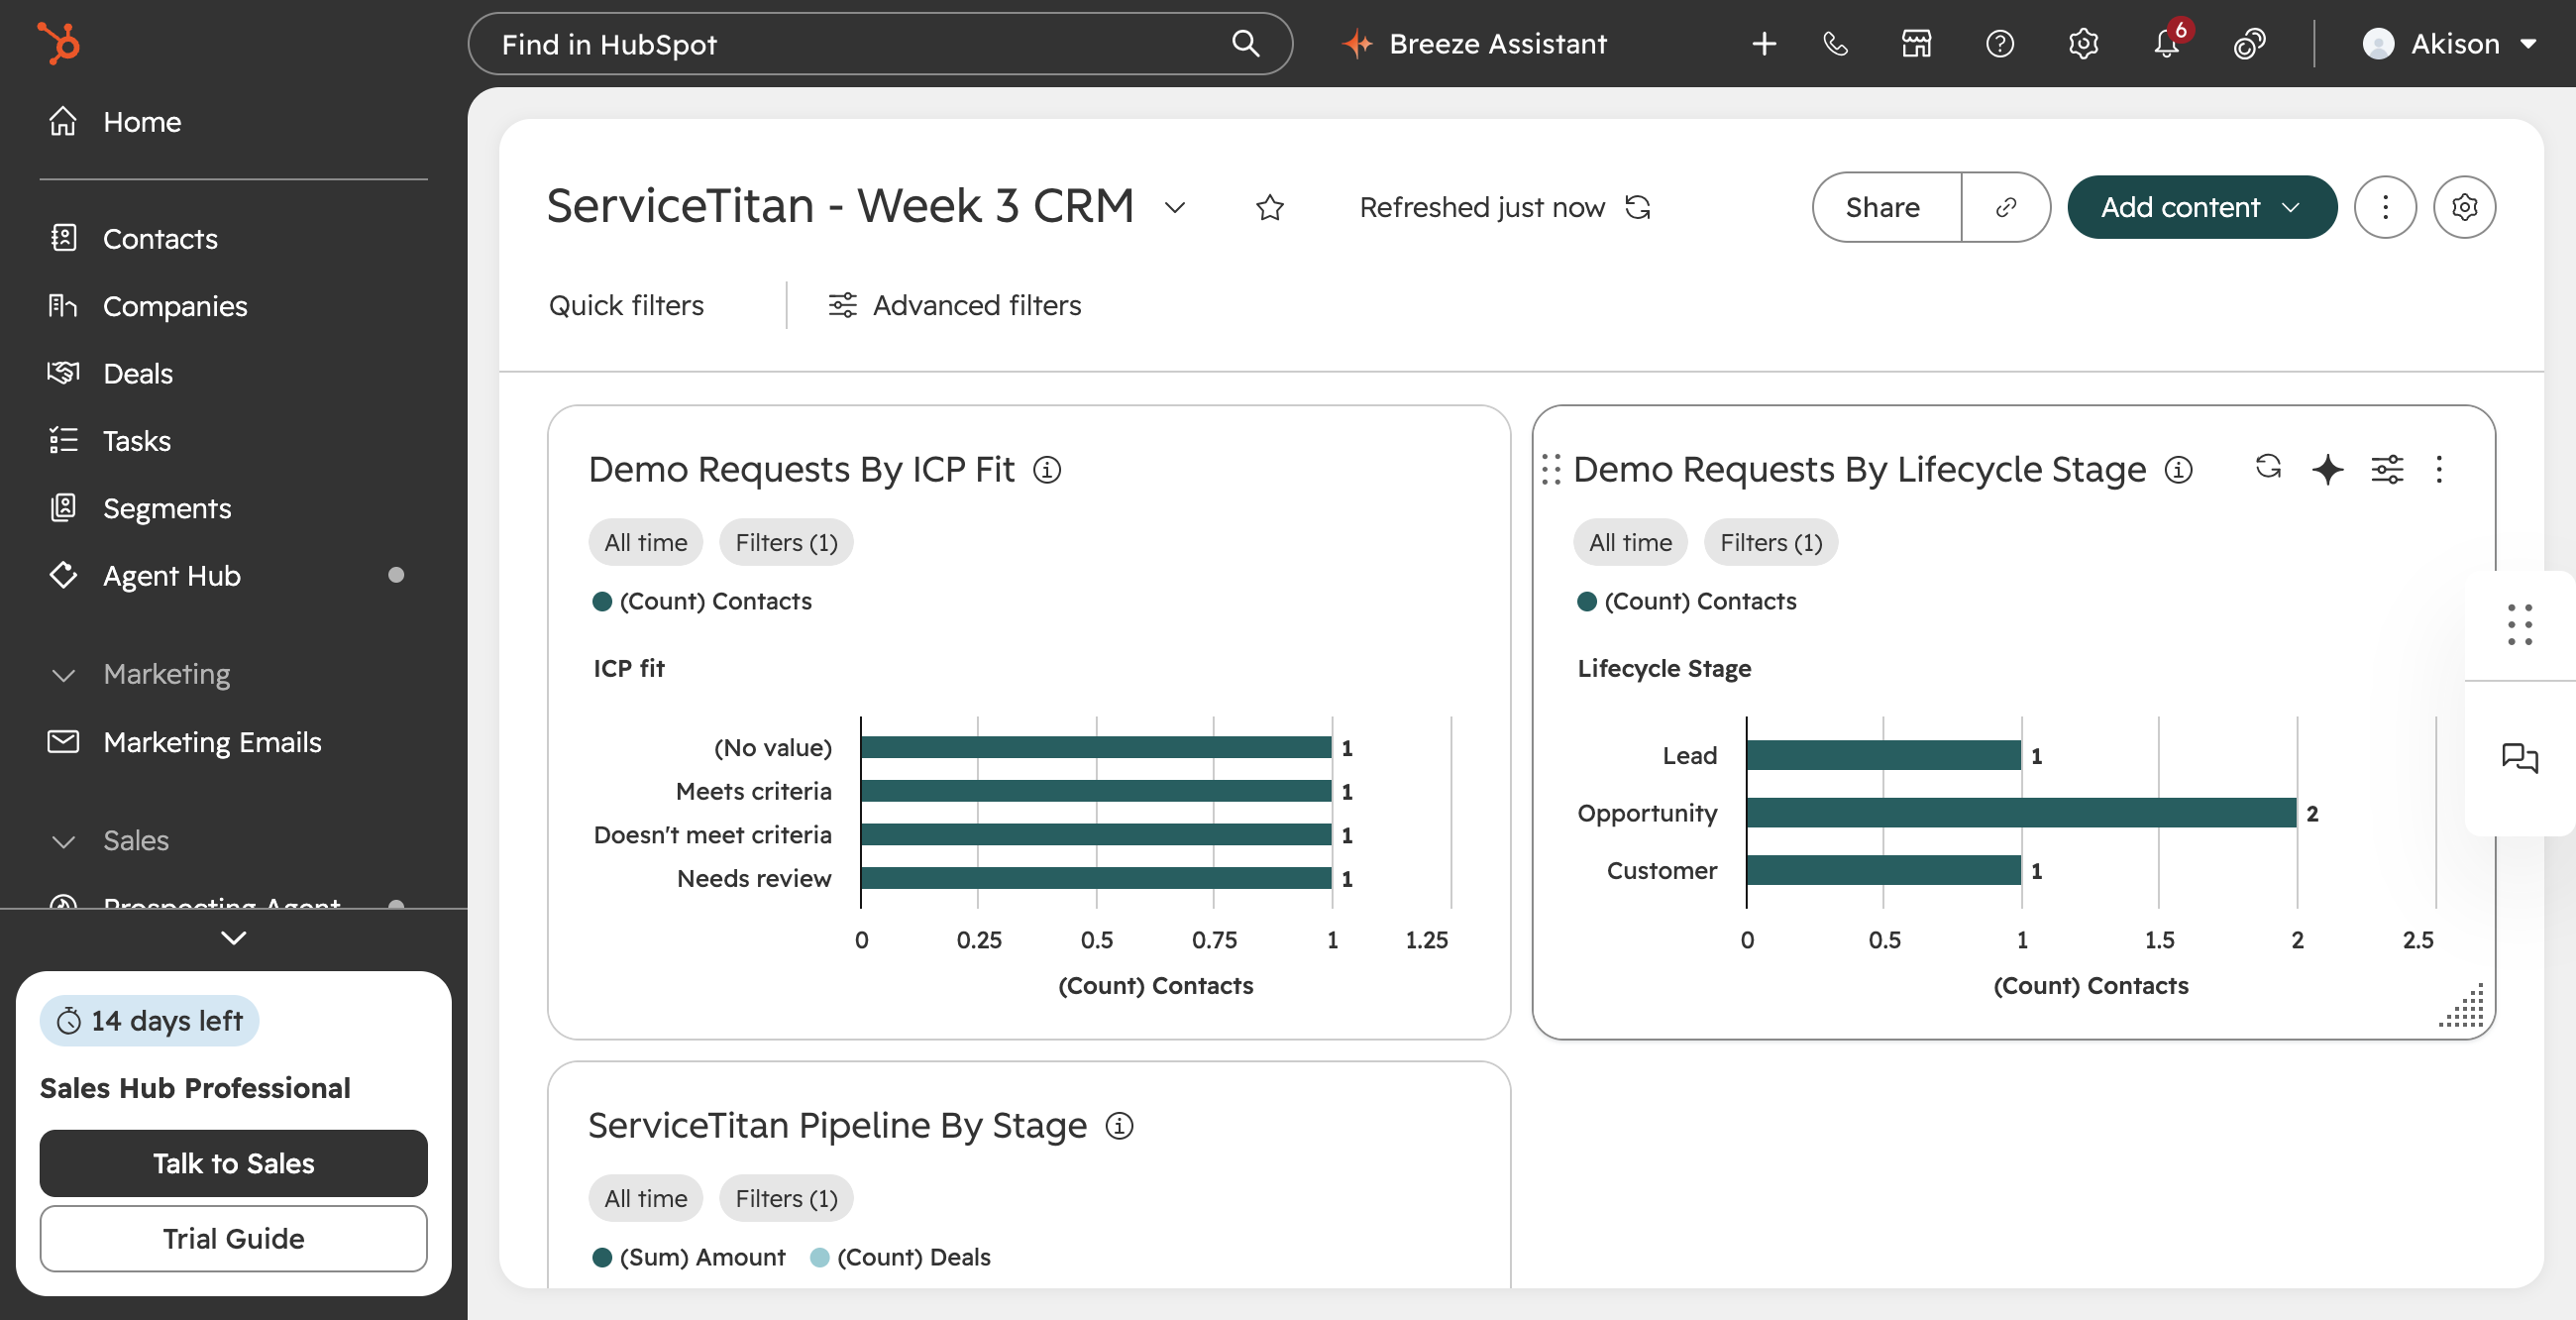 Find in HubSpot
Breeze Assistant
6
Akison
Home
Contacts
Companies
Deals
Tasks
Segments
Agent Hub
Marketing
Marketing Emails
Sales
Prospecting Agent
14 days left
Sales Hub Professional
Talk to Sales
Trial Guide
ServiceTitan - Week 3 CRM
Refreshed just now
Share
Add content
Quick filters
Advanced filters
Demo Requests By ICP Fit
All time
Filters (1)
(Count) Contacts
ICP fit
(No value) 1
Meets criteria 1
Doesn't meet criteria 1
Needs review 1
0 0.25 0.5 0.75 1 1.25
(Count) Contacts
Demo Requests By Lifecycle Stage
All time
Filters (1)
(Count) Contacts
Lifecycle Stage
Lead 1
Opportunity 2
Customer 1
0 0.5 1 1.5 2 2.5
(Count) Contacts
ServiceTitan Pipeline By Stage
All time
Filters (1)
(Sum) Amount (Count) Deals